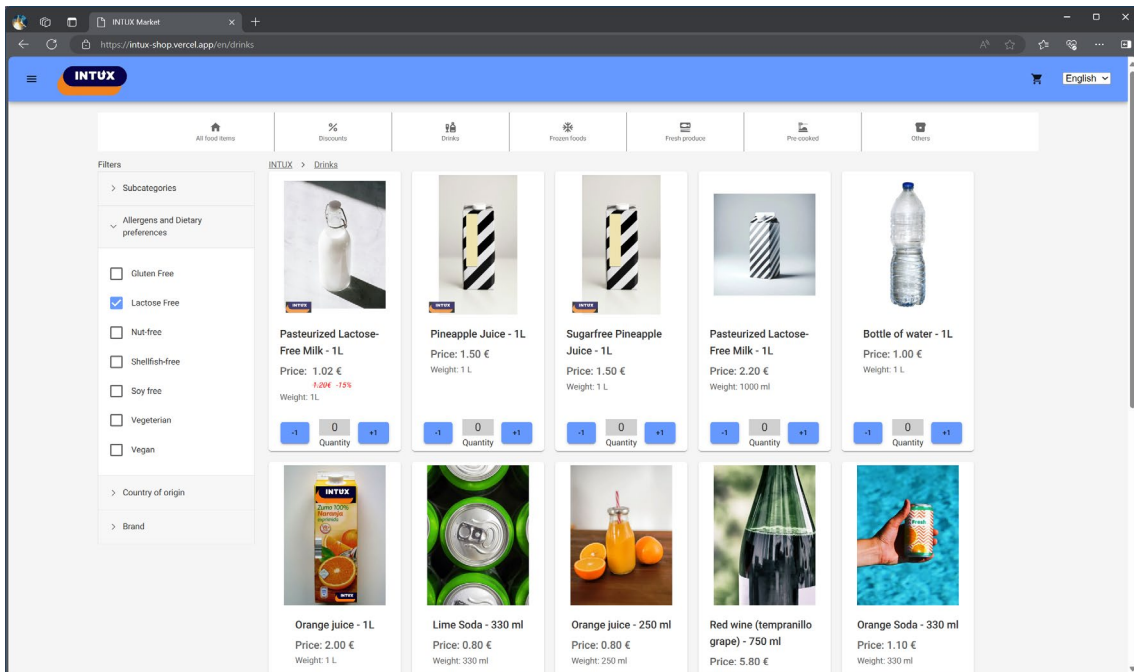 INTUX Market
https://intux-shop.vercel.app/en/drinks
INTUX
English
All food items
Discounts
Drinks
Frozen foods
Fresh produce
Pre cooked
Others
Filters
INTUX > Drinks
Subcategories
Allergens and Dietary
preferences
Gluten Free
Lactose Free
Nut-free
Shellfish-free
Soy free
Vegeterian
Vegan
Country of origin
Brand
INTUX
Pasteurized Lactose-
Free Milk - 1L
Price: 1.02 €
1.20€ -15%
Weight: 1L
-1
0
+1
Quantity
INTUX
Pineapple Juice - 1L
Price: 1.50 €
Weight: 1 L
-1
0
+1
Quantity
INTUX
Sugarfree Pineapple
Juice - 1L
Price: 1.50 €
Weight: 1 L
-1
0
+1
Quantity
Pasteurized Lactose-
Free Milk - 1L
Price: 2.20 €
Weight: 1000 ml
-1
0
+1
Quantity
Bottle of water - 1L
Price: 1.00 €
Weight: 1 L
-1
0
+1
Quantity
INTUX
Zumo 100%
Naranja
exprimido
INTUX
Orange juice - 1L
Price: 2.00 €
Weight: 1 L
Lime Soda - 330 ml
Price: 0.80 €
Weight: 330 ml
Orange juice - 250 ml
Price: 0.80 €
Weight: 250 ml
Red wine (tempranillo
grape) - 750 ml
Price: 5.80 €
Fresh
Orange Soda - 330 ml
Price: 1.10 €
Weight: 330 ml